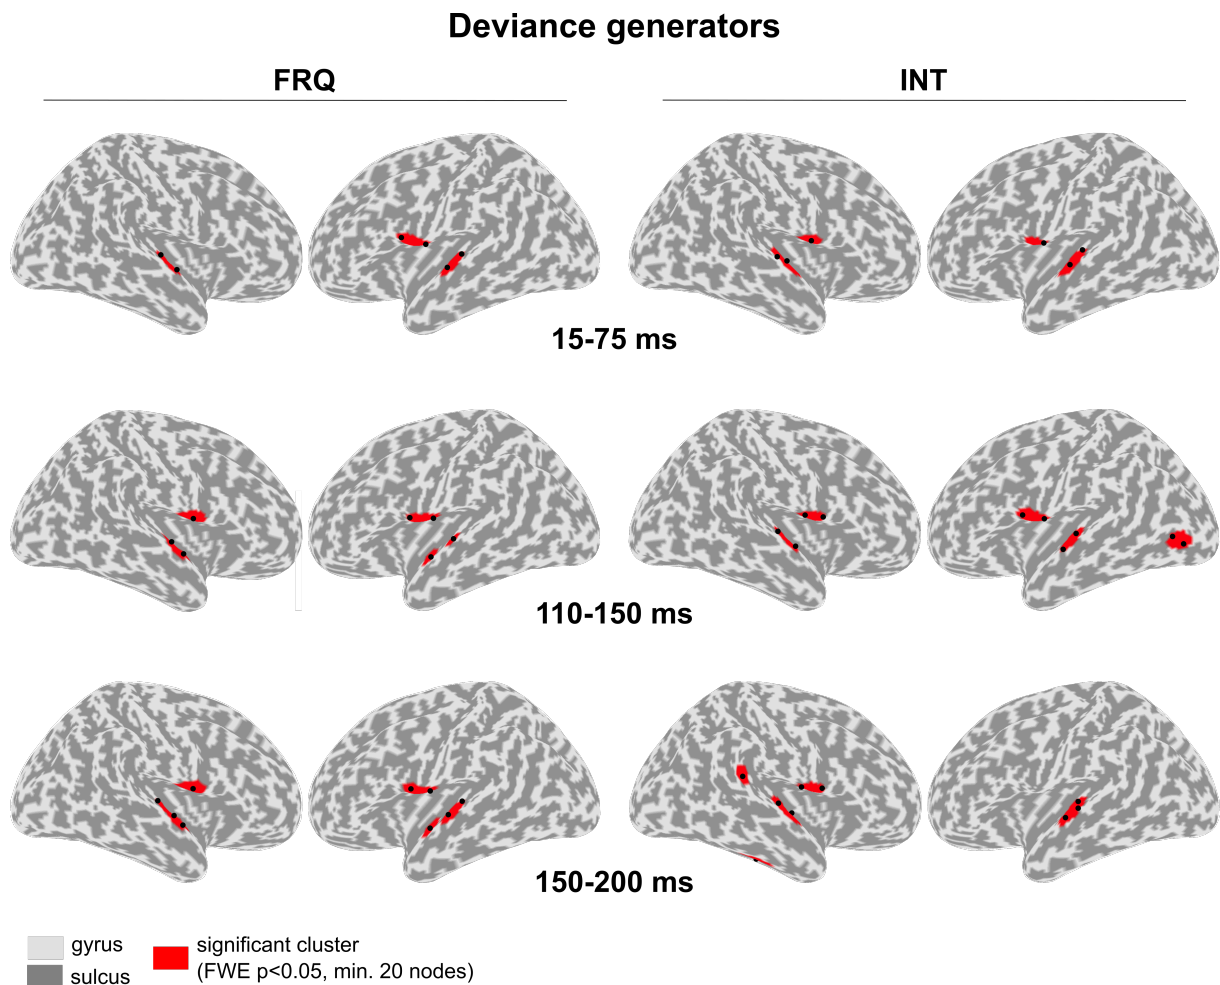 Deviance generators
FRQ
INT
15-75 ms
110-150 ms
150-200 ms
gyrus
sulcus
significant cluster
(FWE p<0.05, min. 20 nodes)